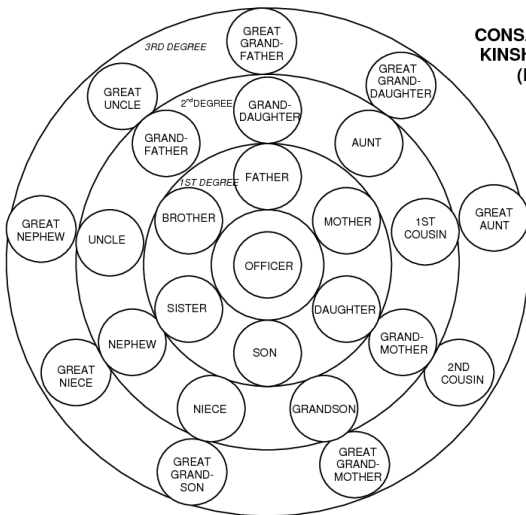 CONSA
KINSH
(
3RD DEGREE
GREAT
GRAND-
FATHER
GREAT
GRAND-
DAUGHTER
GREAT
UNCLE
2nd DEGREE
GRAND-
DAUGHTER
GRAND-
FATHER
AUNT
1ST DEGREE
FATHER
BROTHER
MOTHER
GREAT
NEPHEW
UNCLE
1ST
COUSIN
GREAT
AUNT
OFFICER
SISTER
DAUGHTER
NEPHEW
SON
GRAND-
MOTHER
GREAT
NIECE
2ND
COUSIN
NIECE
GRANDSON
GREAT
GRAND-
SON
GREAT
GRAND-
MOTHER